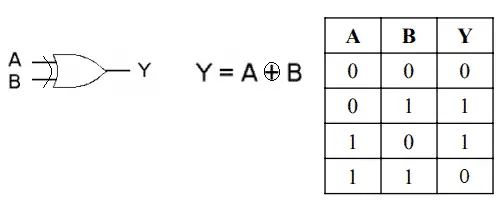 A
B
Y
Y = A ⊕ B
A B Y
0 0 0
0 1 1
1 0 1
1 1 0